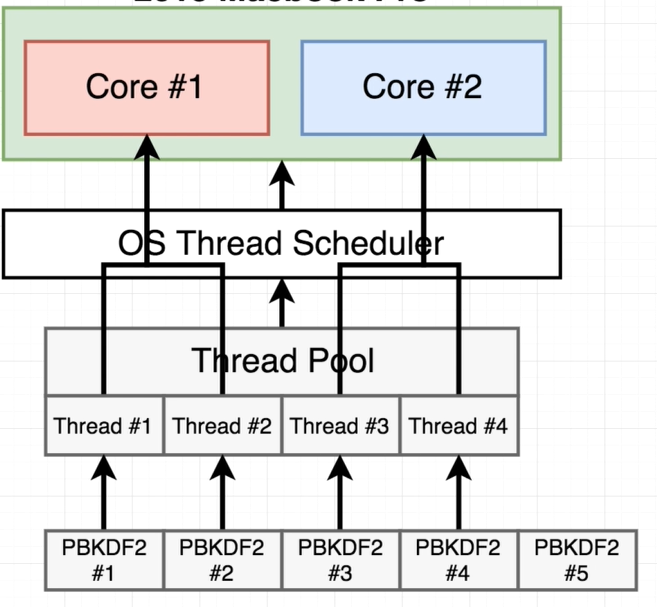 Core #1
Core #2
OS Thread Scheduler
Thread Pool
Thread #1
Thread #2
Thread #3
Thread #4
PBKDF2
#1
PBKDF2
#2
PBKDF2
#3
PBKDF2
#4
PBKDF2
#5